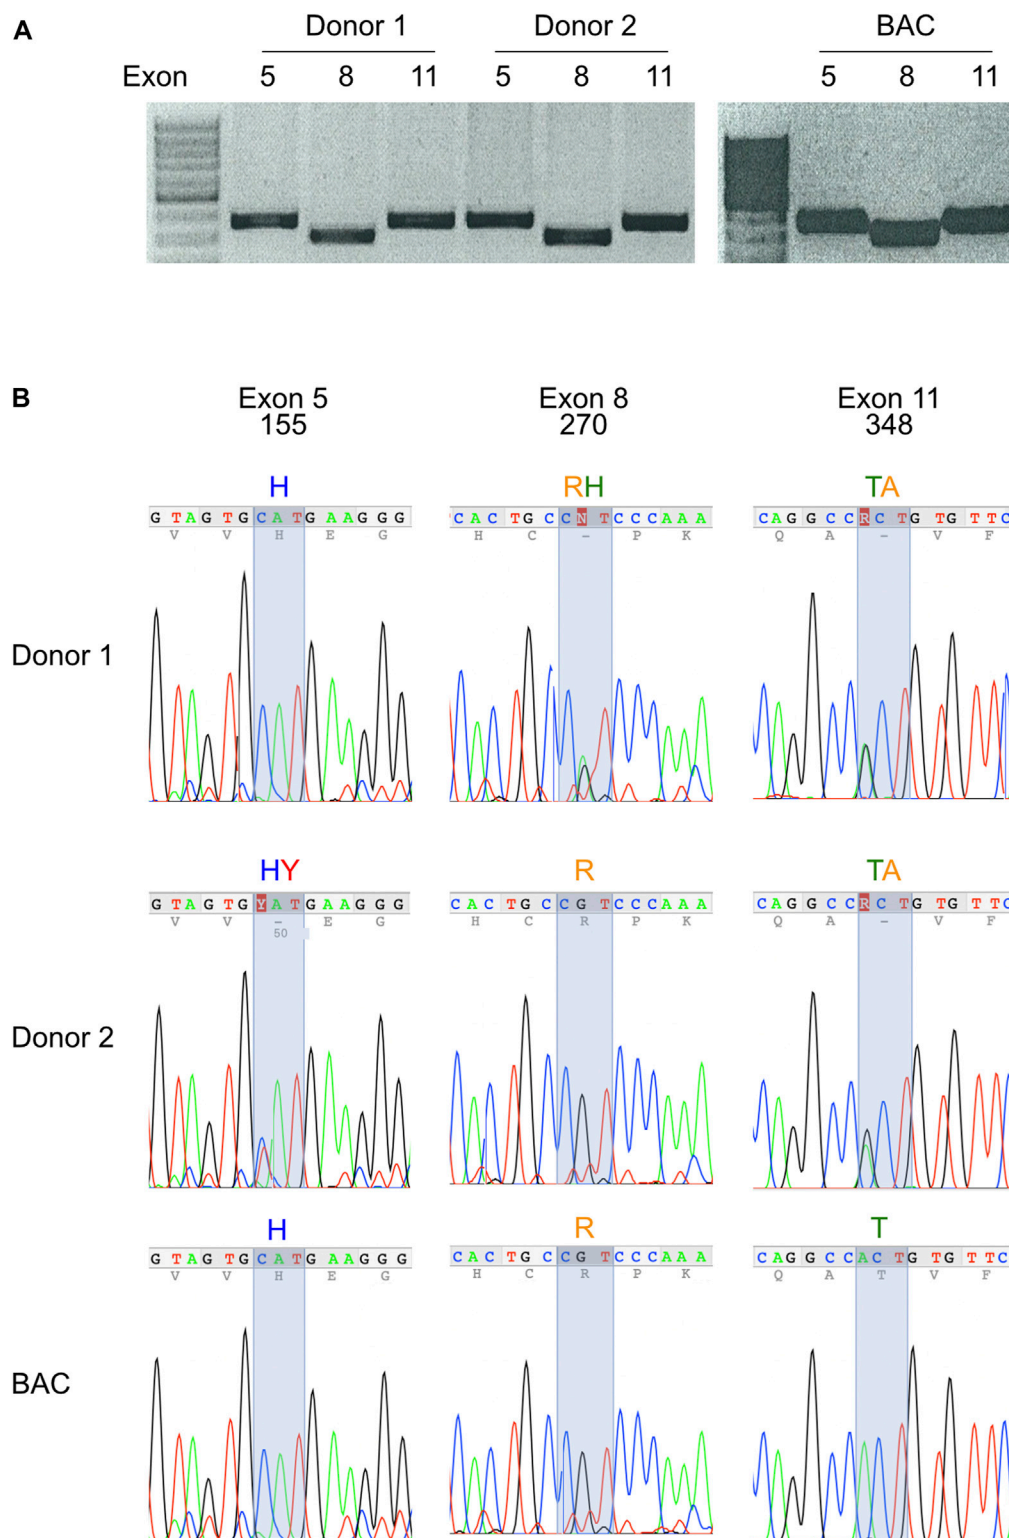 A
Donor 1 Donor 2 BAC
Exon 5 8 11 5 8 11 5 8 11
B
Exon 5 Exon 8 Exon 11
155 270 348
H RH TA
G T A G T G C A T G A A G G G C A C T G C C N T C C C A A A C A G G C C R C T G T G T T C
V V H E G H C – P K Q A – V F
Donor 1
HY R TA
G T A G T G Y A T G A A G G G C A C T G C C G T C C C A A A C A G G C C R C T G T G T T C
V V – E G H C R P K Q A – V F
50
Donor 2
H R T
G T A G T G C A T G A A G G G C A C T G C C G T C C C A A A C A G G C C A C T G T G T T C
V V H E G H C R P K Q A T V F
BAC